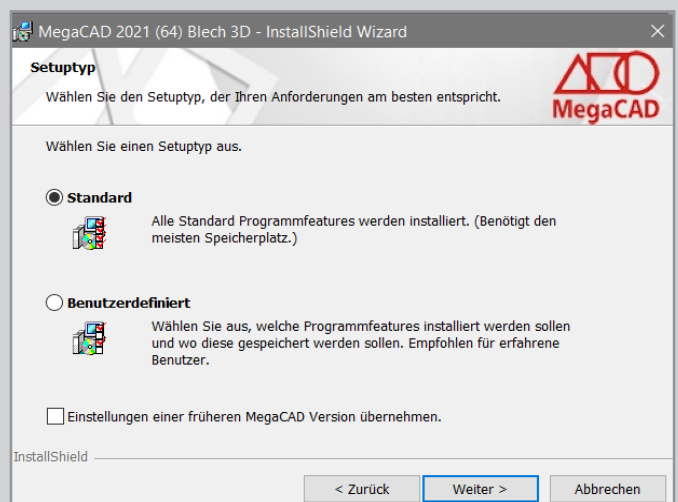 MegaCAD 2021 (64) Blech 3D - InstallShield Wizard
Setuptyp
Wählen Sie den Setuptyp, der Ihren Anforderungen am besten entspricht.
MegaCAD
Wählen Sie einen Setuptyp aus.
Standard
Alle Standard Programmfeatures werden installiert. (Benötigt den
meisten Speicherplatz.)
Benutzerdefiniert
Wählen Sie aus, welche Programmfeatures installiert werden sollen
und wo diese gespeichert werden sollen. Empfohlen für erfahrene
Benutzer.
Einstellungen einer früheren MegaCAD Version übernehmen.
InstallShield
< Zurück Weiter > Abbrechen